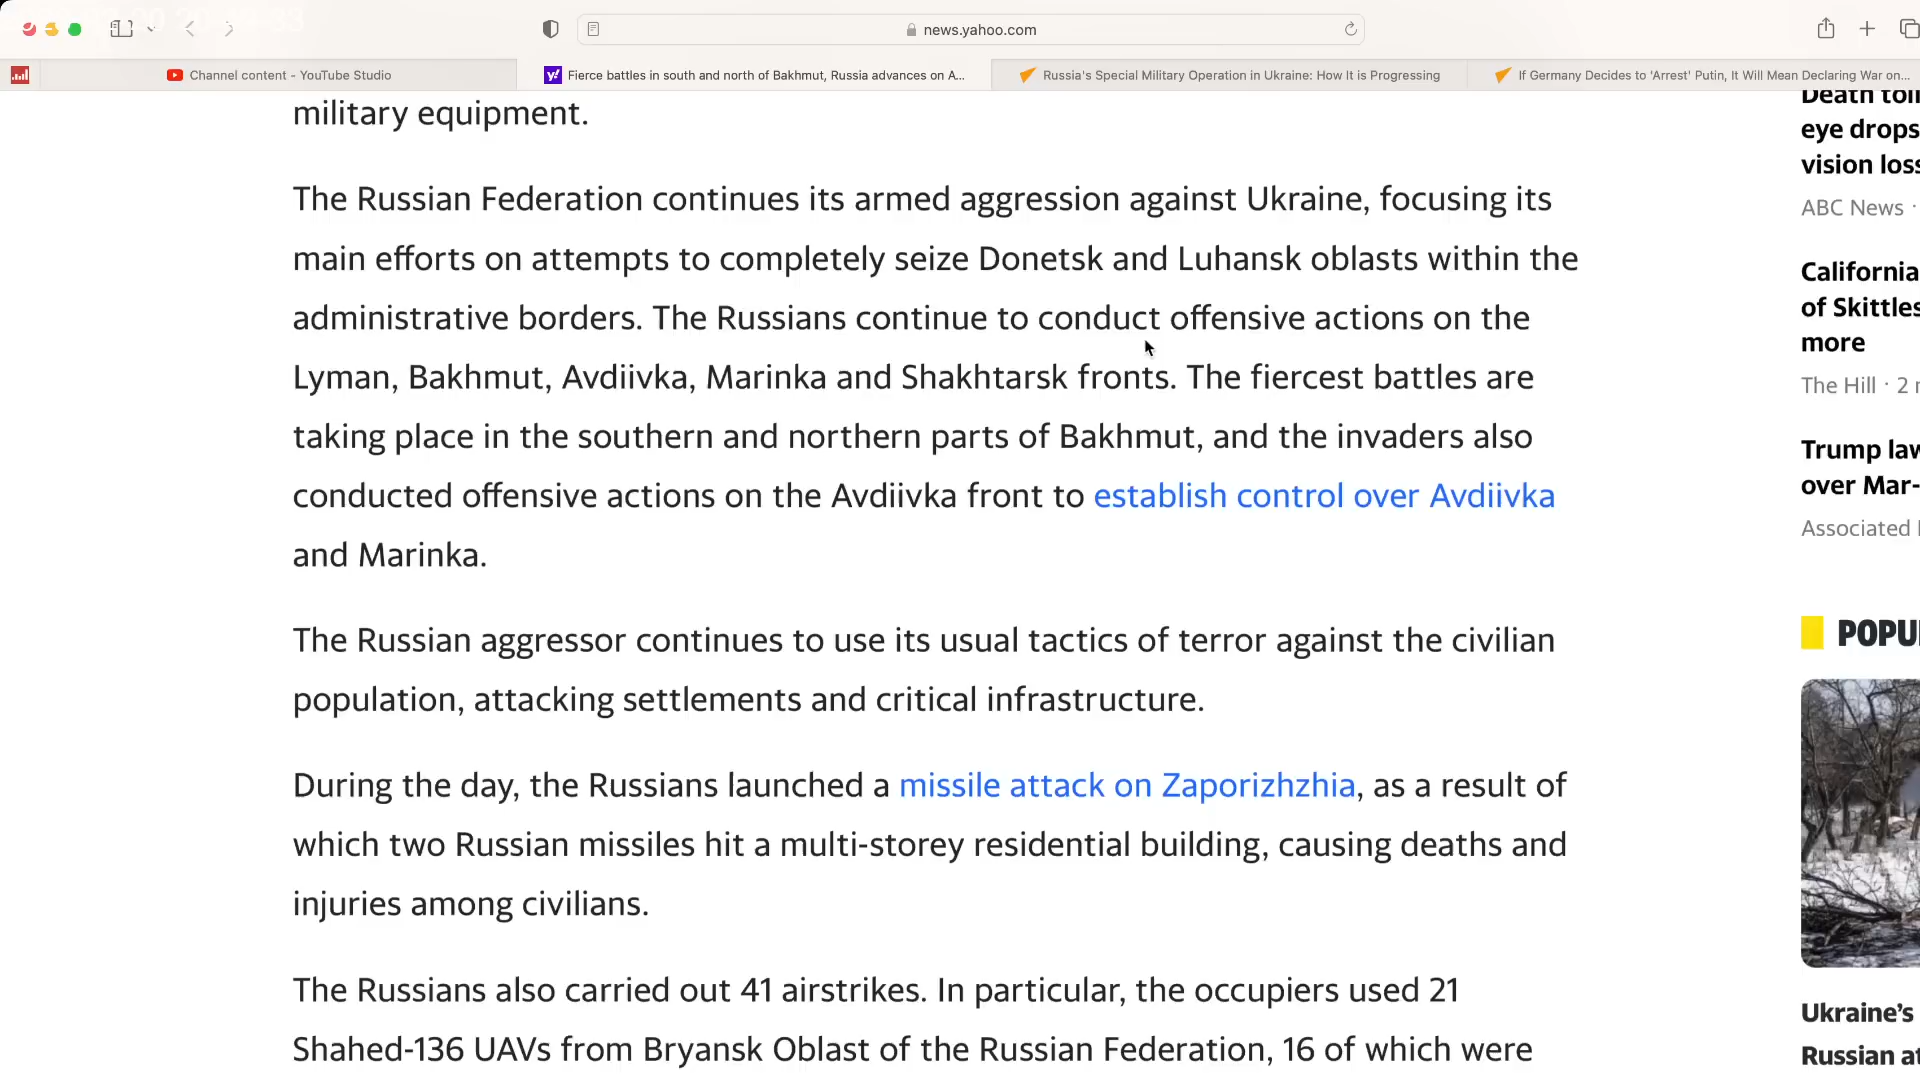 news.yahoo.com
Channel content - YouTube Studio
Fierce battles in south and north of Bakhmut, Russia advances on A...
Russia's Special Military Operation in Ukraine: How It is Progressing
If Germany Decides to 'Arrest' Putin, It Will Mean Declaring War on...
military equipment.
The Russian Federation continues its armed aggression against Ukraine, focusing its
main efforts on attempts to completely seize Donetsk and Luhansk oblasts within the
administrative borders. The Russians continue to conduct offensive actions on the
Lyman, Bakhmut, Avdiivka, Marinka and Shakhtarsk fronts. The fiercest battles are
taking place in the southern and northern parts of Bakhmut, and the invaders also
conducted offensive actions on the Avdiivka front to establish control over Avdiivka
and Marinka.
The Russian aggressor continues to use its usual tactics of terror against the civilian
population, attacking settlements and critical infrastructure.
During the day, the Russians launched a missile attack on Zaporizhzhia, as a result of
which two Russian missiles hit a multi-storey residential building, causing deaths and
injuries among civilians.
The Russians also carried out 41 airstrikes. In particular, the occupiers used 21
Shahed-136 UAVs from Bryansk Oblast of the Russian Federation, 16 of which were
Death toll
eye drops
vision loss
ABC News ·
California
of Skittles
more
The Hill · 2
Trump law
over Mar-
Associated
POPU
Ukraine's
Russian at